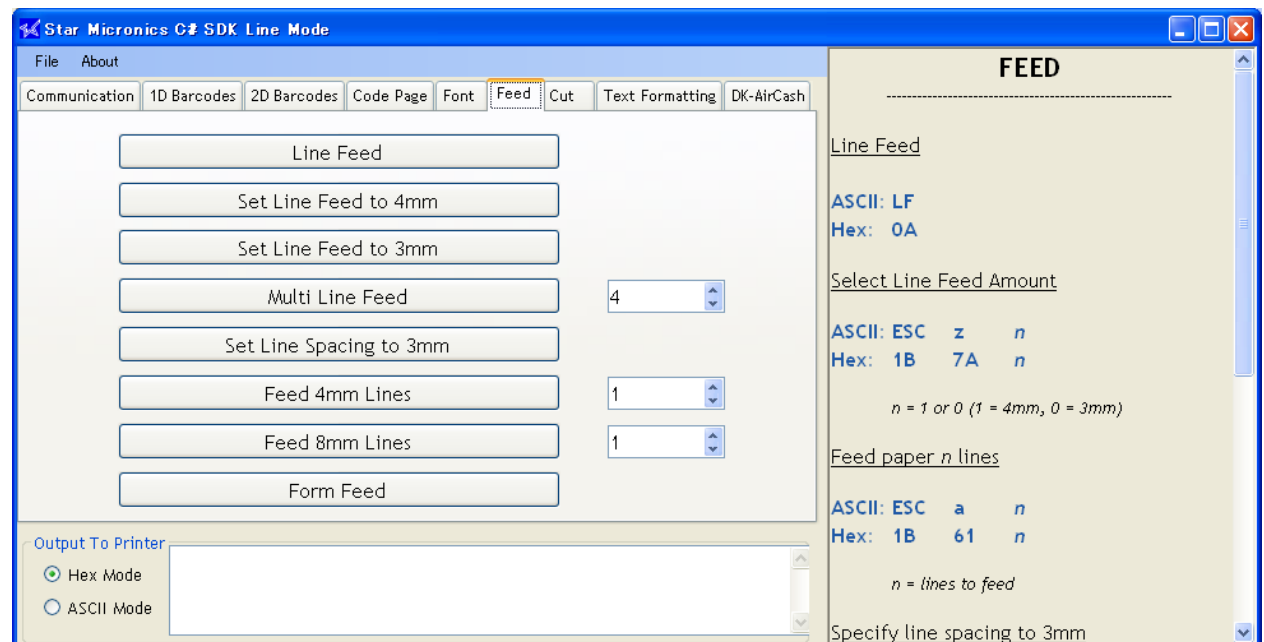 Star Micronics C# SDK Line Mode
File About
Communication 1D Barcodes 2D Barcodes Code Page Font Feed Cut Text Formatting DK-AirCash
Line Feed
Set Line Feed to 4mm
Set Line Feed to 3mm
Multi Line Feed 4
Set Line Spacing to 3mm
Feed 4mm Lines 1
Feed 8mm Lines 1
Form Feed
Output To Printer
Hex Mode
ASCII Mode
FEED
------------------------------------------------------------
Line Feed
ASCII: LF
Hex: 0A
Select Line Feed Amount
ASCII: ESC z n
Hex: 1B 7A n
n = 1 or 0 (1 = 4mm, 0 = 3mm)
Feed paper n lines
ASCII: ESC a n
Hex: 1B 61 n
n = lines to feed
Specify line spacing to 3mm